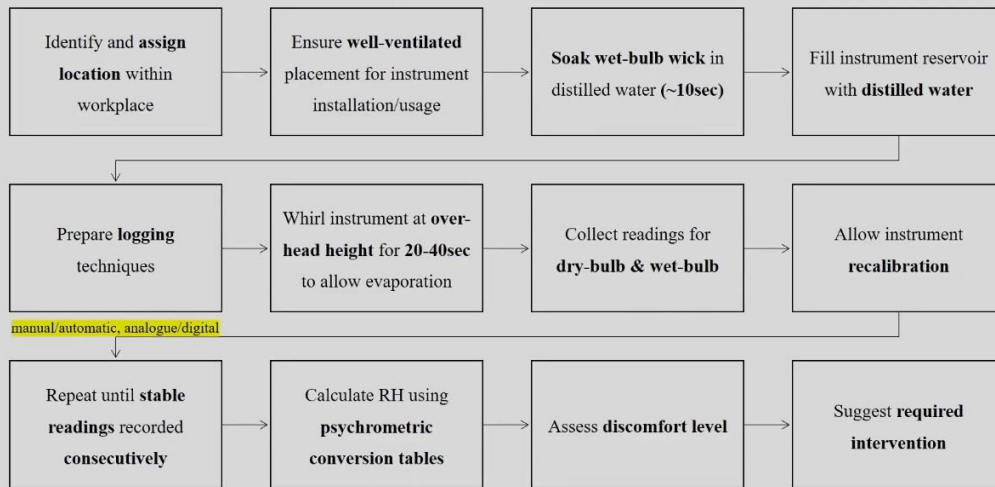 Identify and assign
location within
workplace
Ensure well-ventilated
placement for instrument
installation/usage
Soak wet-bulb wick in
distilled water (~10sec)
Fill instrument reservoir
with distilled water
Prepare logging
techniques
manual/automatic, analogue/digital
Whirl instrument at over-
head height for 20-40sec
to allow evaporation
Collect readings for
dry-bulb & wet-bulb
Allow instrument
recalibration
Repeat until stable
readings recorded
consecutively
Calculate RH using
psychrometric
conversion tables
Assess discomfort level
Suggest required
intervention